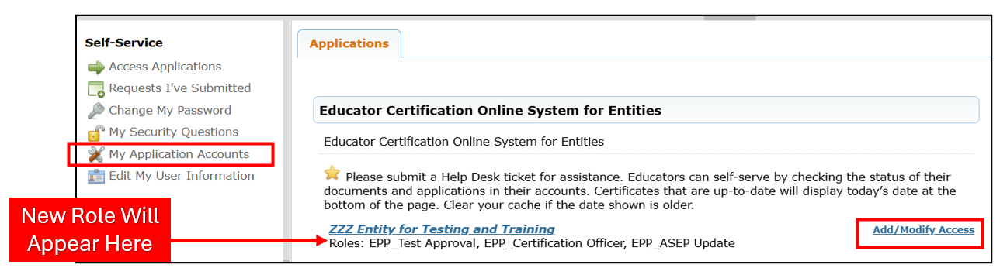 Self-Service
Access Applications
Requests I've Submitted
Change My Password
My Security Questions
My Application Accounts
Edit My User Information
New Role Will
Appear Here
Applications
Educator Certification Online System for Entities
Educator Certification Online System for Entities
Please submit a Help Desk ticket for assistance. Educators can self-serve by checking the status of their
documents and applications in their accounts. Certificates that are up-to-date will display today’s date at the
bottom of the page. Clear your cache if the date shown is older.
ZZZ Entity for Testing and Training
Add/Modify Access
Roles: EPP_Test Approval, EPP_Certification Officer, EPP_ASEP Update